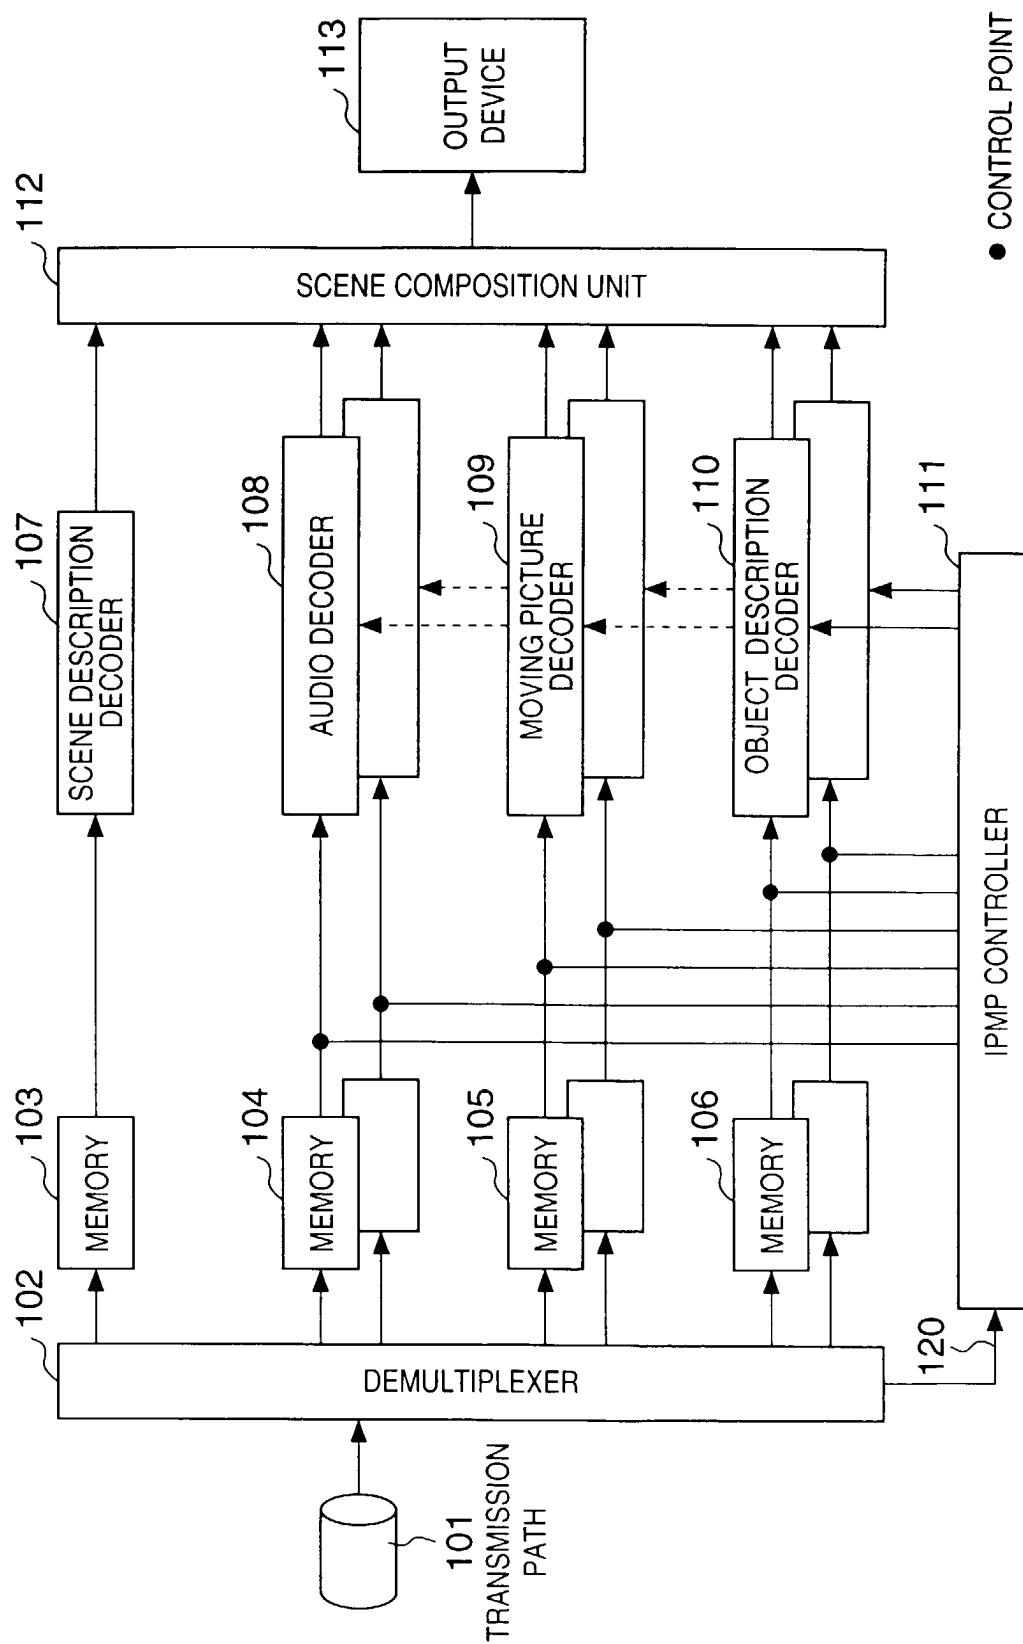 101
TRANSMISSION
PATH
102
DEMULTIPLEXER
103
MEMORY
104
MEMORY
105
MEMORY
106
MEMORY
107
SCENE DESCRIPTION
DECODER
108
AUDIO DECODER
109
MOVING PICTURE
DECODER
110
OBJECT DESCRIPTION
DECODER
120
IPMP CONTROLLER
111
112
SCENE COMPOSITION UNIT
113
OUTPUT
DEVICE
● CONTROL POINT